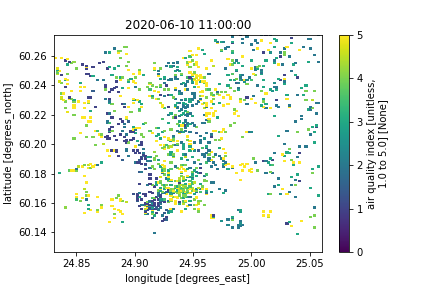 2020-06-10 11:00:00
60.26
60.24
60.22
60.20
60.18
60.16
60.14
latitude [degrees_north]
24.85 24.90 24.95 25.00 25.05
longitude [degrees_east]
5
4
3
2
1
0
air quality index [unitless,
1.0 to 5.0] [None]